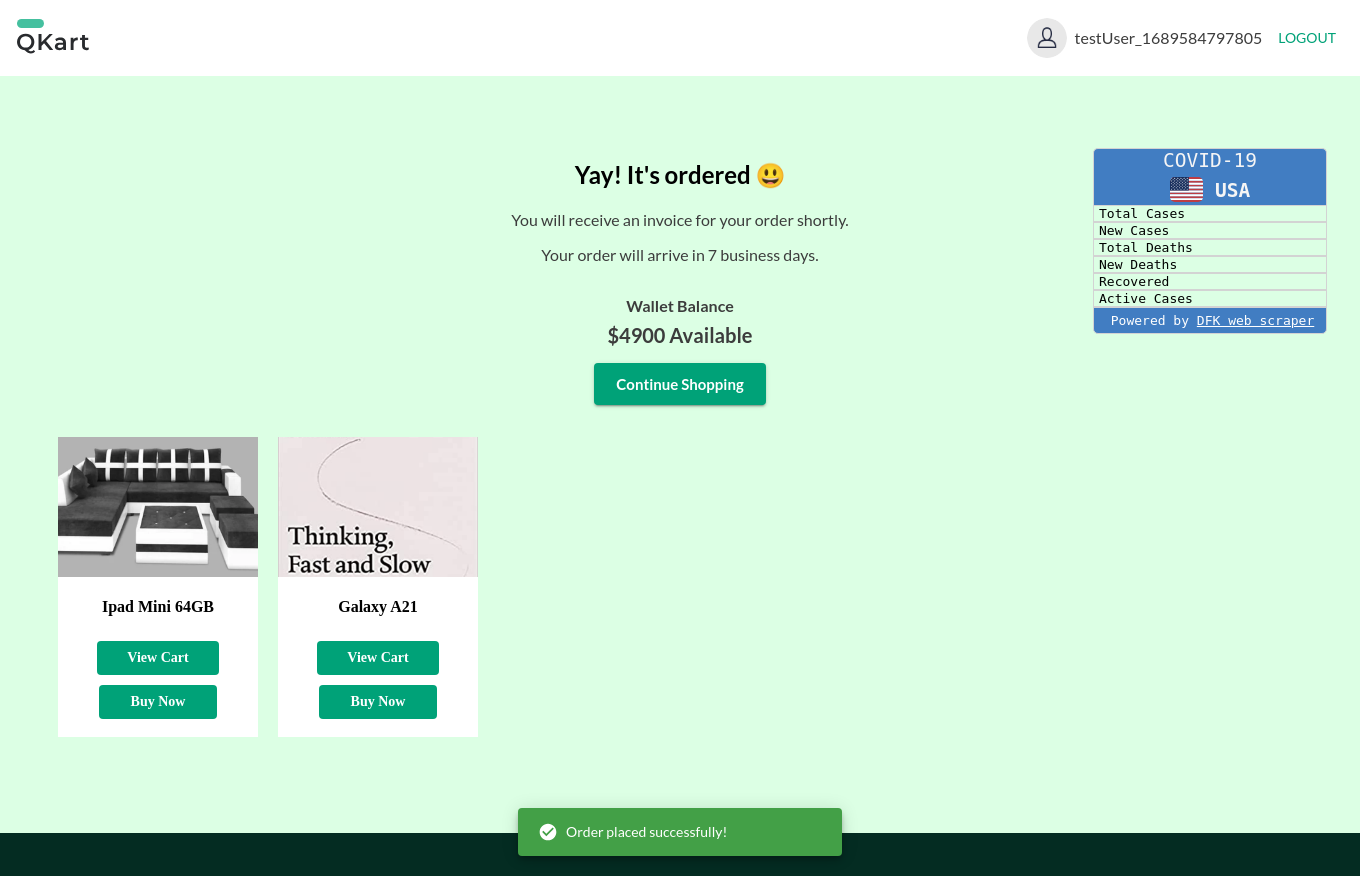 QKart
testUser_1689584797805
LOGOUT
Yay! It's ordered 😃
You will receive an invoice for your order shortly.
Your order will arrive in 7 business days.
Wallet Balance
$4900 Available
Continue Shopping
COVID-19
USA
Total Cases
New Cases
Total Deaths
New Deaths
Recovered
Active Cases
Powered by DFK web scraper
Thinking,
Fast and Slow
Ipad Mini 64GB
View Cart
Buy Now
Galaxy A21
View Cart
Buy Now
Order placed successfully!